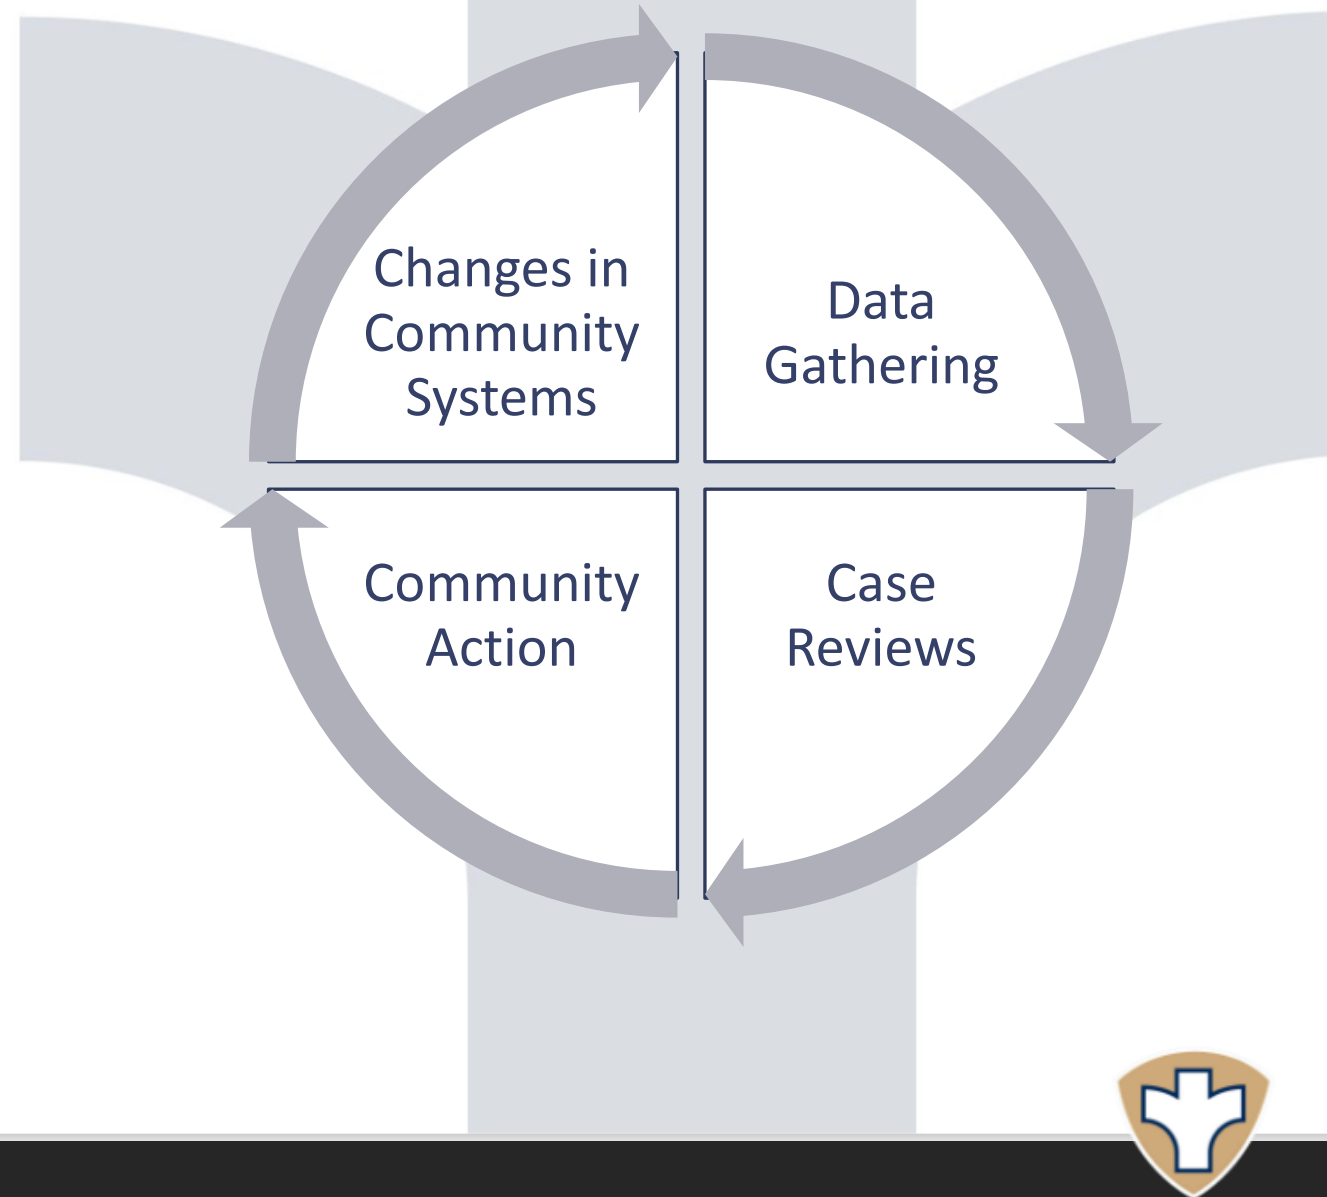 Changes in
Community
Systems
Data
Gathering
Community
Action
Case
Reviews